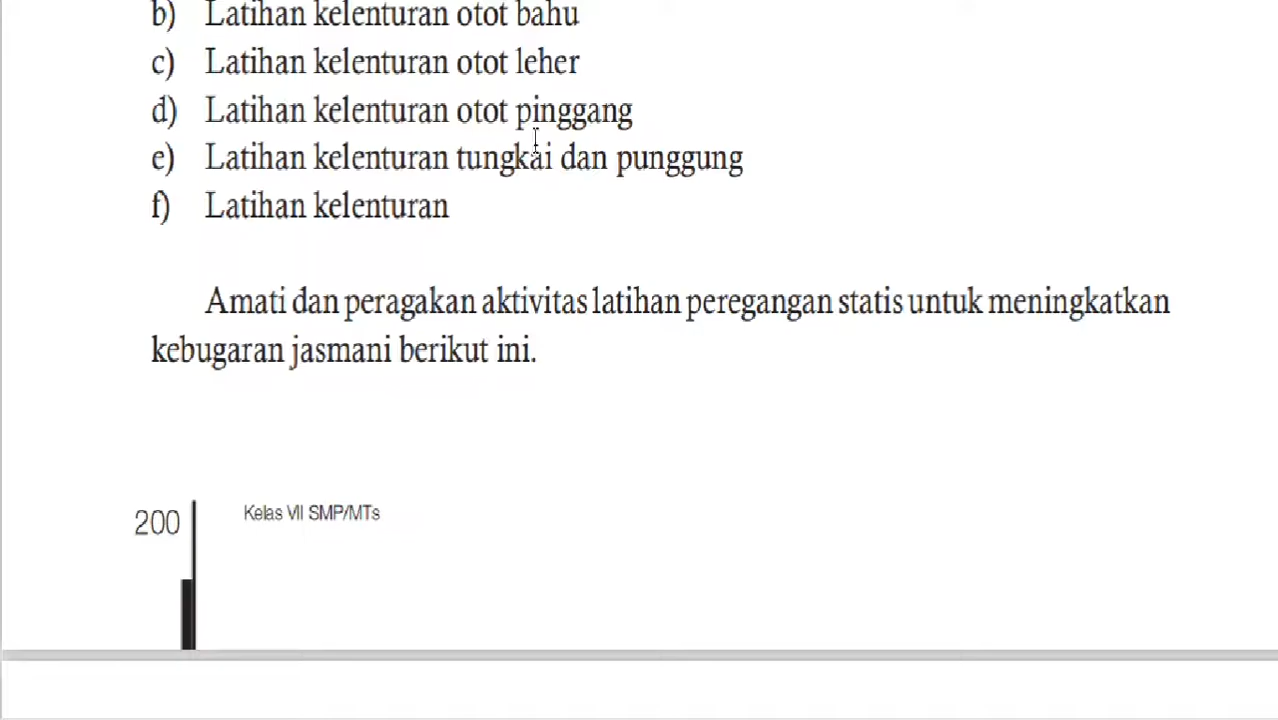 b) Latihan kelenturan otot bahu
c) Latihan kelenturan otot leher
d) Latihan kelenturan otot pinggang
e) Latihan kelenturan tungkai dan punggung
f) Latihan kelenturan
Amati dan peragakan aktivitas latihan peregangan statis untuk meningkatkan
kebugaran jasmani berikut ini.
200 Kelas VII SMP/MTs